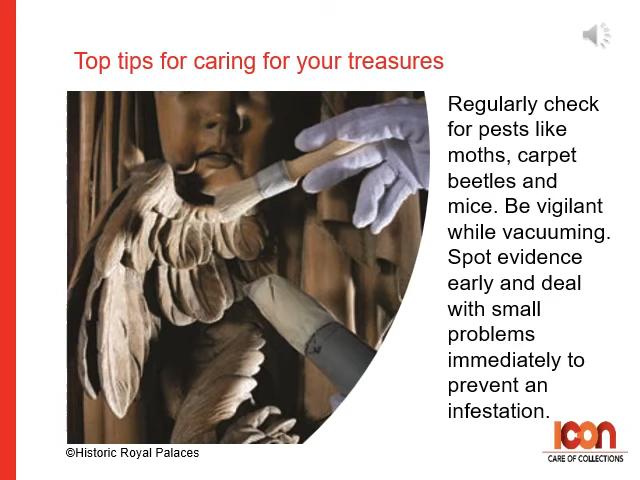 Top tips for caring for your treasures
Regularly check
for pests like
moths, carpet
beetles and
mice. Be vigilant
while vacuuming.
Spot evidence
early and deal
with small
problems
immediately to
prevent an
infestation.
©Historic Royal Palaces
icon
CARE OF COLLECTIONS